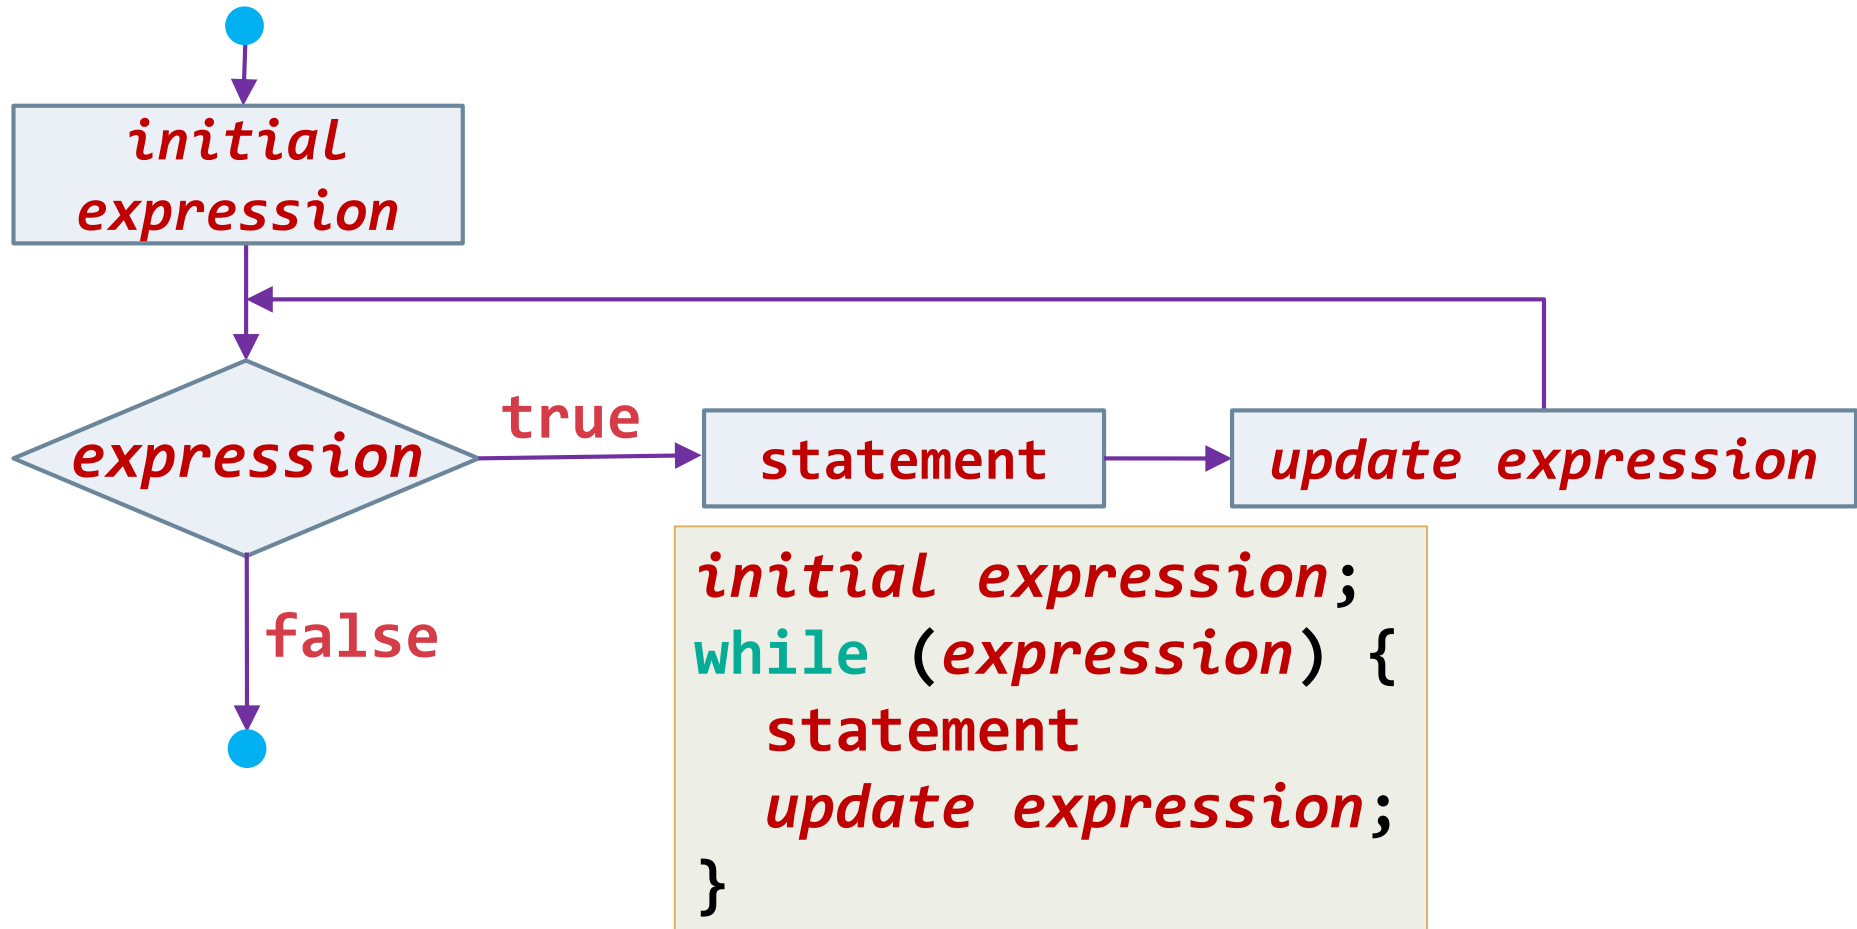 initial
expression
expression
true
statement
update expression
false
initial expression;
while (expression) {
  statement
  update expression;
}